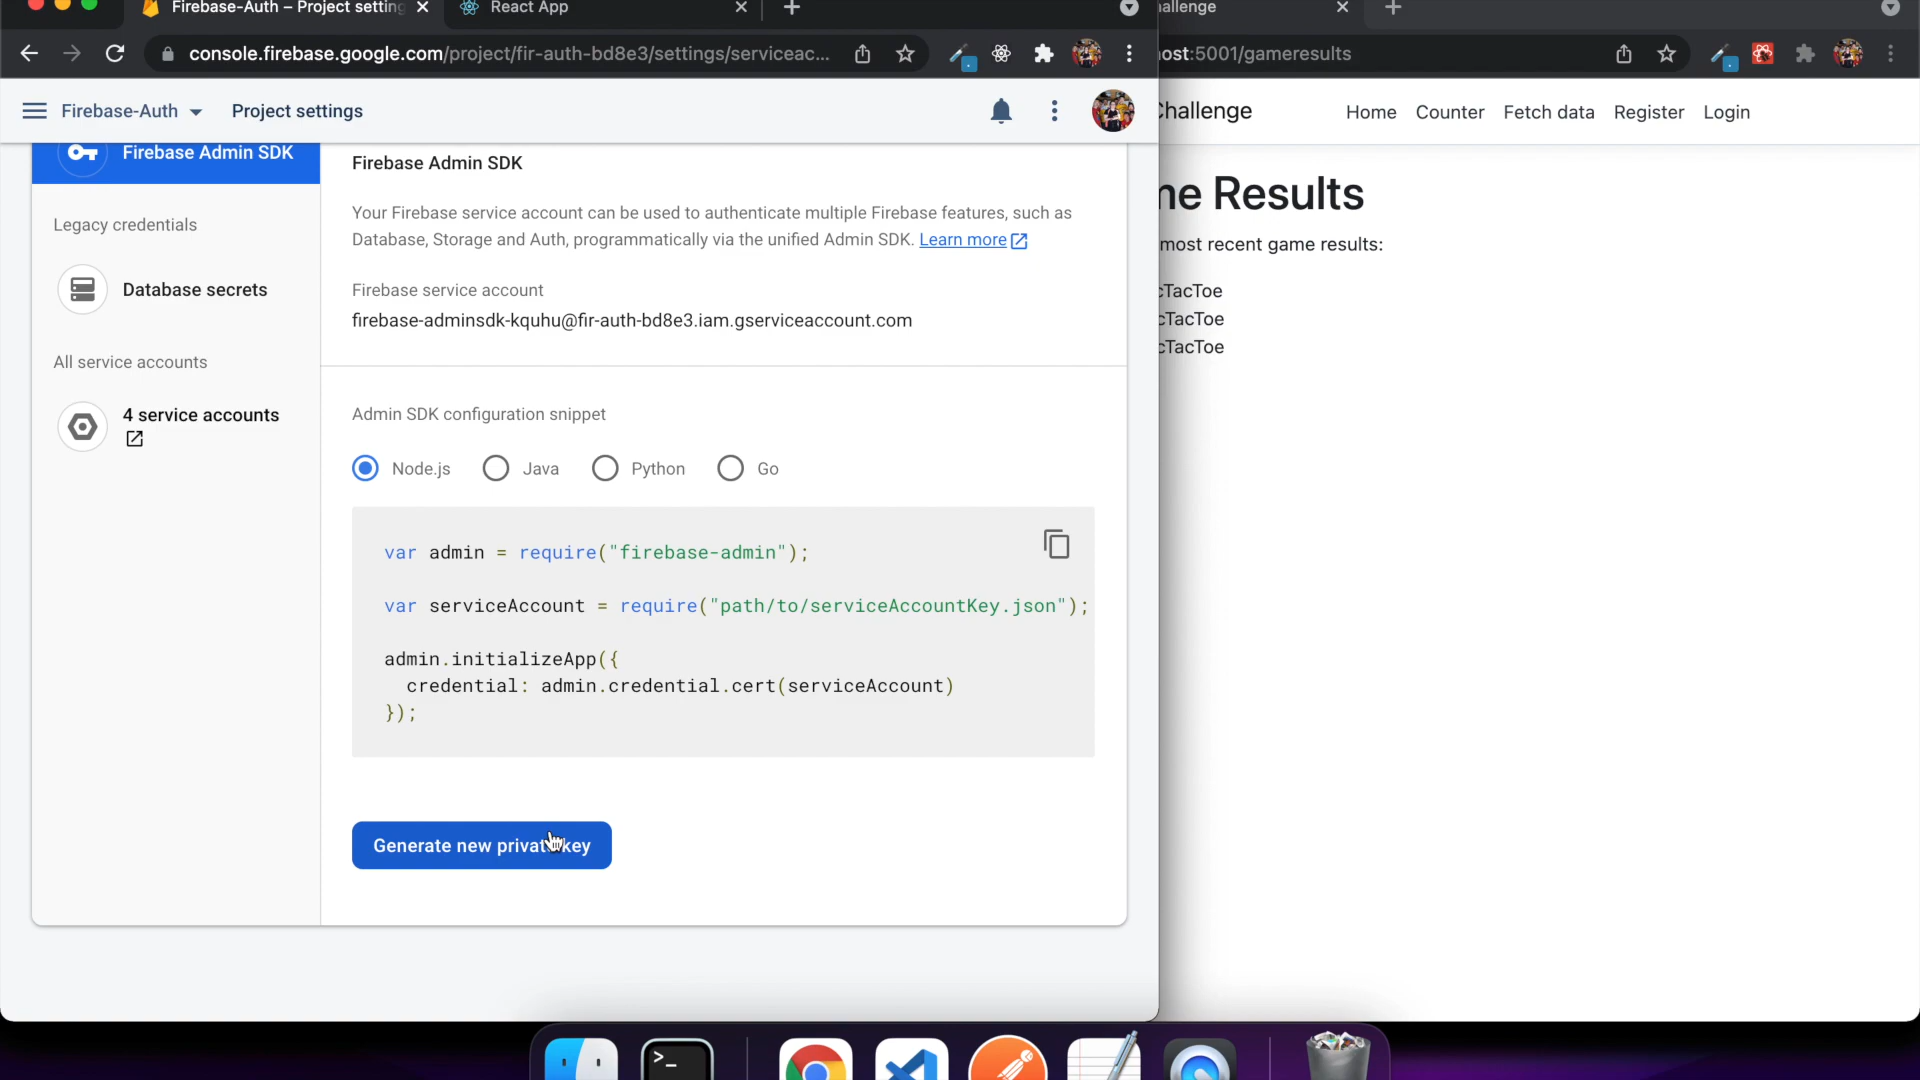 Firebase-Auth – Project setting
React App
allenge
console.firebase.google.com/project/fir-auth-bd8e3/settings/serviceac...
ost:5001/gameresults
Firebase-Auth
Project settings
Challenge
Home
Counter
Fetch data
Register
Login
Firebase Admin SDK
Legacy credentials
Database secrets
All service accounts
4 service accounts
Firebase Admin SDK
Your Firebase service account can be used to authenticate multiple Firebase features, such as
Database, Storage and Auth, programmatically via the unified Admin SDK. Learn more
Firebase service account
firebase-adminsdk-kquhu@fir-auth-bd8e3.iam.gserviceaccount.com
Admin SDK configuration snippet
Node.js
Java
Python
Go
var admin = require("firebase-admin");
var serviceAccount = require("path/to/serviceAccountKey.json");
admin.initializeApp({
credential: admin.credential.cert(serviceAccount)
});
Generate new private key
me Results
most recent game results:
cTacToe
cTacToe
cTacToe